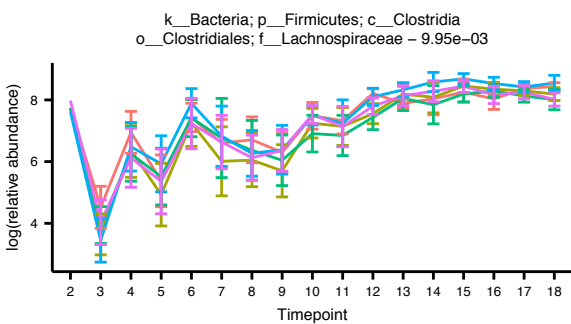 k__Bacteria; p__Firmicutes; c__Clostridia
o__Clostridiales; f__Lachnospiraceae − 9.95e−03
log(relative abundance)
8
6
4
2 3 4 5 6 7 8 9 10 11 12 13 14 15 16 17 18
Timepoint